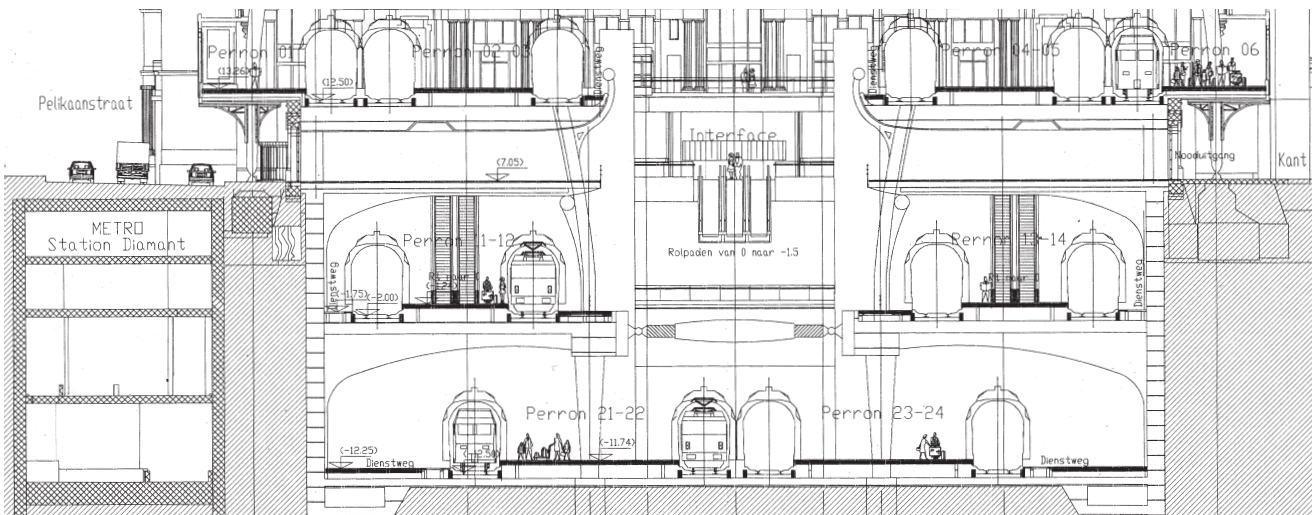 Perron 01
Perron 02-03
Perron 04-05
Perron 06
(13.26)
(12.50)
Dienstweg
Dienstweg
Pelikaanstraat
Interface
Nooduitgang
Kant
(7.05)
METRO
Station Diamant
Perron 11-12
Perron 13-14
Rolpaden van 0 naar -1.5
Dienstweg
(-1.75)
(-2.00)
Dienstweg
Perron 21-22
Perron 23-24
(-12.25)
(-11.74)
Dienstweg
Dienstweg